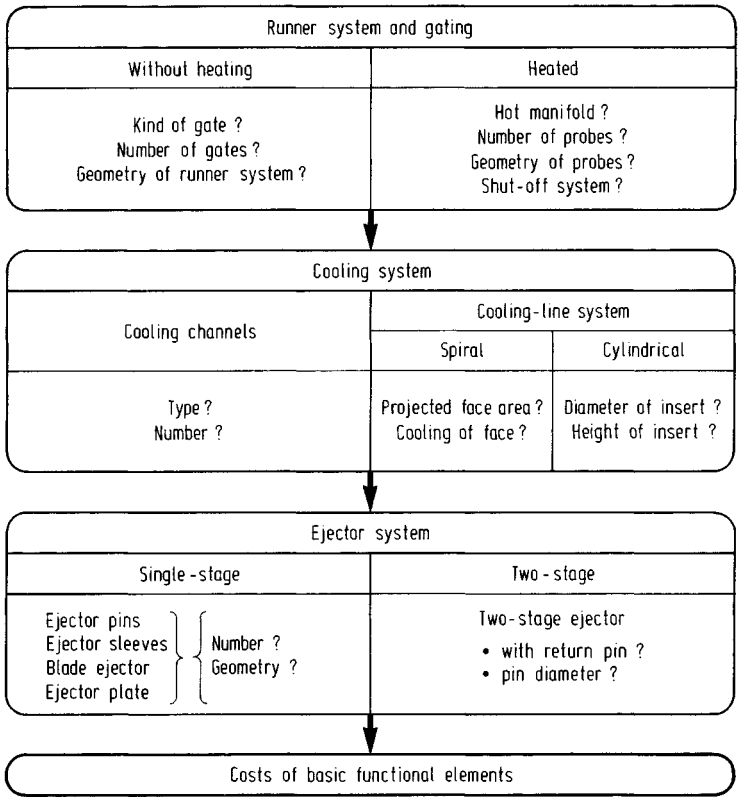 Runner system and gating
Without heating
Heated
Kind of gate ?
Number of gates ?
Geometry of runner system ?
Hot manifold ?
Number of probes ?
Geometry of probes ?
Shut-off system ?
Cooling system
Cooling channels
Cooling-line system
Spiral
Cylindrical
Type ?
Number ?
Projected face area ?
Cooling of face ?
Diameter of insert ?
Height of insert ?
Ejector system
Single-stage
Two-stage
Ejector pins
Ejector sleeves
Blade ejector
Ejector plate
Number ?
Geometry ?
Two-stage ejector
• with return pin ?
• pin diameter ?
Costs of basic functional elements